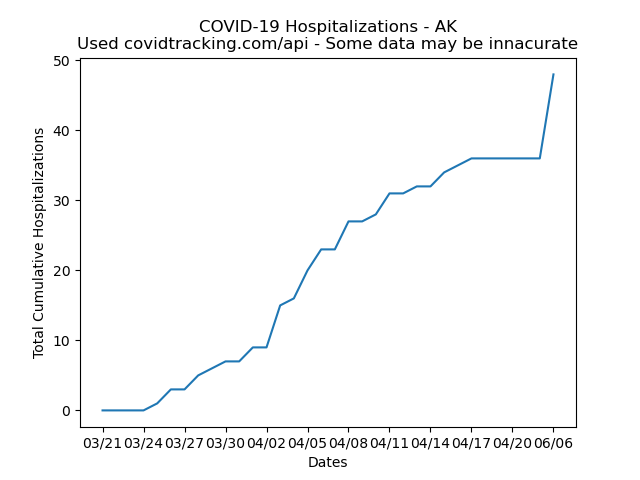 COVID-19 Hospitalizations - AK
Used covidtracking.com/api - Some data may be innacurate
50
40
30
20
10
0
Total Cumulative Hospitalizations
03/21 03/24 03/27 03/30 04/02 04/05 04/08 04/11 04/14 04/17 04/20 06/06
Dates